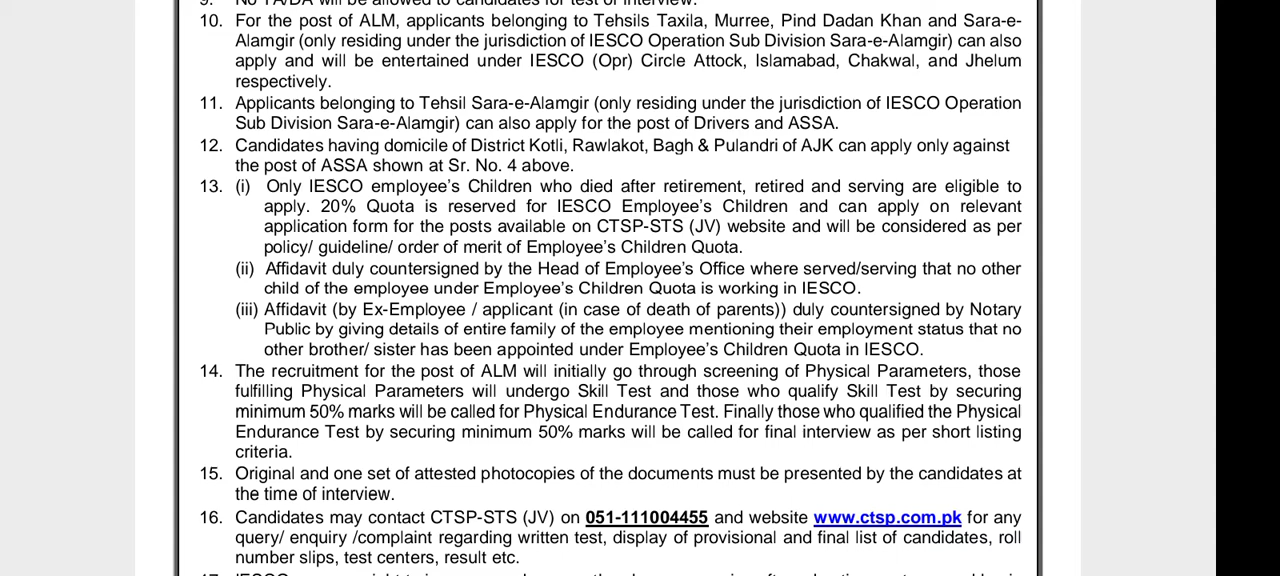 9. No TA/DA will be allowed to candidates for test or interview.
10. For the post of ALM, applicants belonging to Tehsils Taxila, Murree, Pind Dadan Khan and Sara-e-
Alamgir (only residing under the jurisdiction of IESCO Operation Sub Division Sara-e-Alamgir) can also
apply and will be entertained under IESCO (Opr) Circle Attock, Islamabad, Chakwal, and Jhelum
respectively.
11. Applicants belonging to Tehsil Sara-e-Alamgir (only residing under the jurisdiction of IESCO Operation
Sub Division Sara-e-Alamgir) can also apply for the post of Drivers and ASSA.
12. Candidates having domicile of District Kotli, Rawlakot, Bagh & Pulandri of AJK can apply only against
the post of ASSA shown at Sr. No. 4 above.
13. (i) Only IESCO employee's Children who died after retirement, retired and serving are eligible to
apply. 20% Quota is reserved for IESCO Employee's Children and can apply on relevant
application form for the posts available on CTSP-STS (JV) website and will be considered as per
policy/ guideline/ order of merit of Employee's Children Quota.
(ii) Affidavit duly countersigned by the Head of Employee's Office where served/serving that no other
child of the employee under Employee's Children Quota is working in IESCO.
(iii) Affidavit (by Ex-Employee / applicant (in case of death of parents)) duly countersigned by Notary
Public by giving details of entire family of the employee mentioning their employment status that no
other brother/ sister has been appointed under Employee's Children Quota in IESCO.
14. The recruitment for the post of ALM will initially go through screening of Physical Parameters, those
fulfilling Physical Parameters will undergo Skill Test and those who qualify Skill Test by securing
minimum 50% marks will be called for Physical Endurance Test. Finally those who qualified the Physical
Endurance Test by securing minimum 50% marks will be called for final interview as per short listing
criteria.
15. Original and one set of attested photocopies of the documents must be presented by the candidates at
the time of interview.
16. Candidates may contact CTSP-STS (JV) on 051-111004455 and website www.ctsp.com.pk for any
query/ enquiry /complaint regarding written test, display of provisional and final list of candidates, roll
number slips, test centers, result etc.